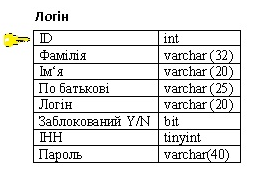 Логін
ID int
Фамілія varchar (32)
Ім‘я varchar (20)
По батькові varchar (25)
Логін varchar (20)
Заблокований Y/N bit
ІНН tinyint
Пароль varchar(40)